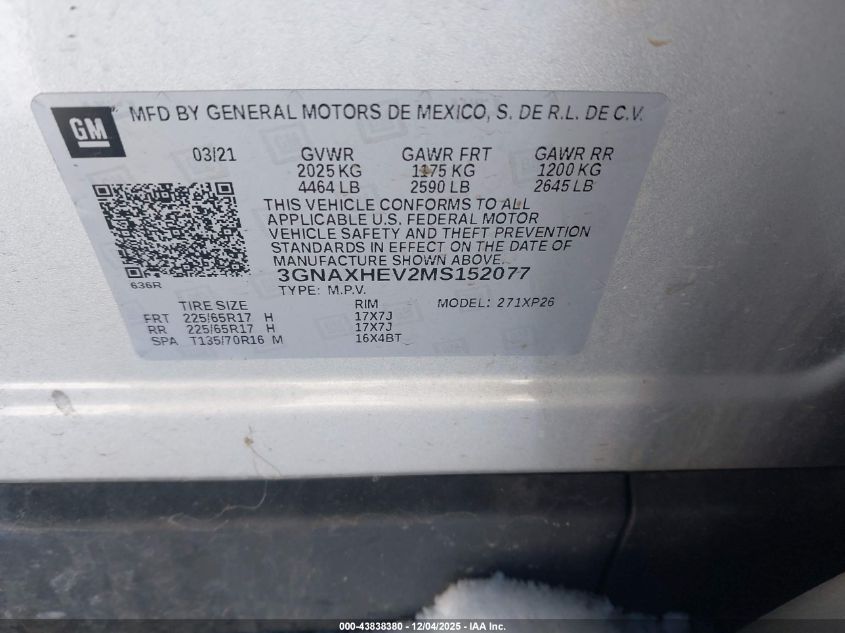 GM MFD BY GENERAL MOTORS DE MEXICO, S. DE R.L. DE C.V.
03/21 GVWR GAWR FRT GAWR RR
2025 KG 1175 KG 1200 KG
4464 LB 2590 LB 2645 LB
THIS VEHICLE CONFORMS TO ALL
APPLICABLE U.S. FEDERAL MOTOR
VEHICLE SAFETY AND THEFT PREVENTION
STANDARDS IN EFFECT ON THE DATE OF
MANUFACTURE SHOWN ABOVE.
3GNAXHEV2MS152077
636R TYPE: M.P.V.
TIRE SIZE RIM MODEL: 271XP26
FRT 225/65R17 H 17X7J
RR 225/65R17 H 17X7J
SPA T135/70R16 M 16X4BT
000-43838380 - 12/04/2025 - IAA Inc.